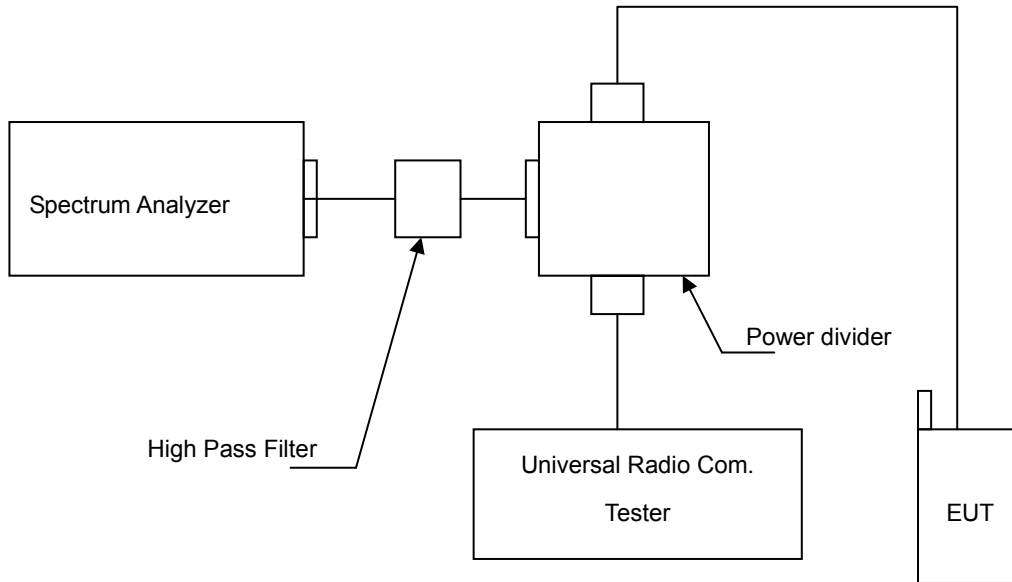 Spectrum Analyzer
Power divider
High Pass Filter
Universal Radio Com.
Tester
EUT